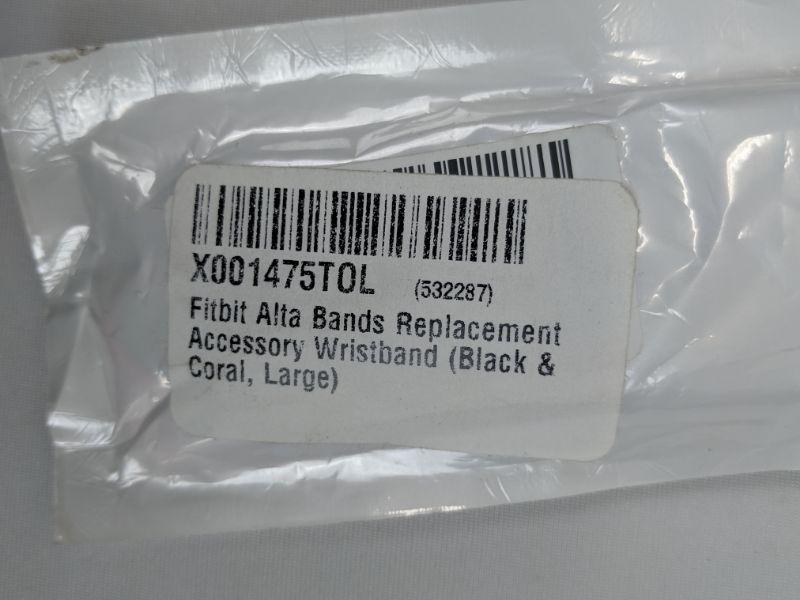 X001475TOL (532287)
Fitbit Alta Bands Replacement
Accessory Wristband (Black &
Coral, Large)